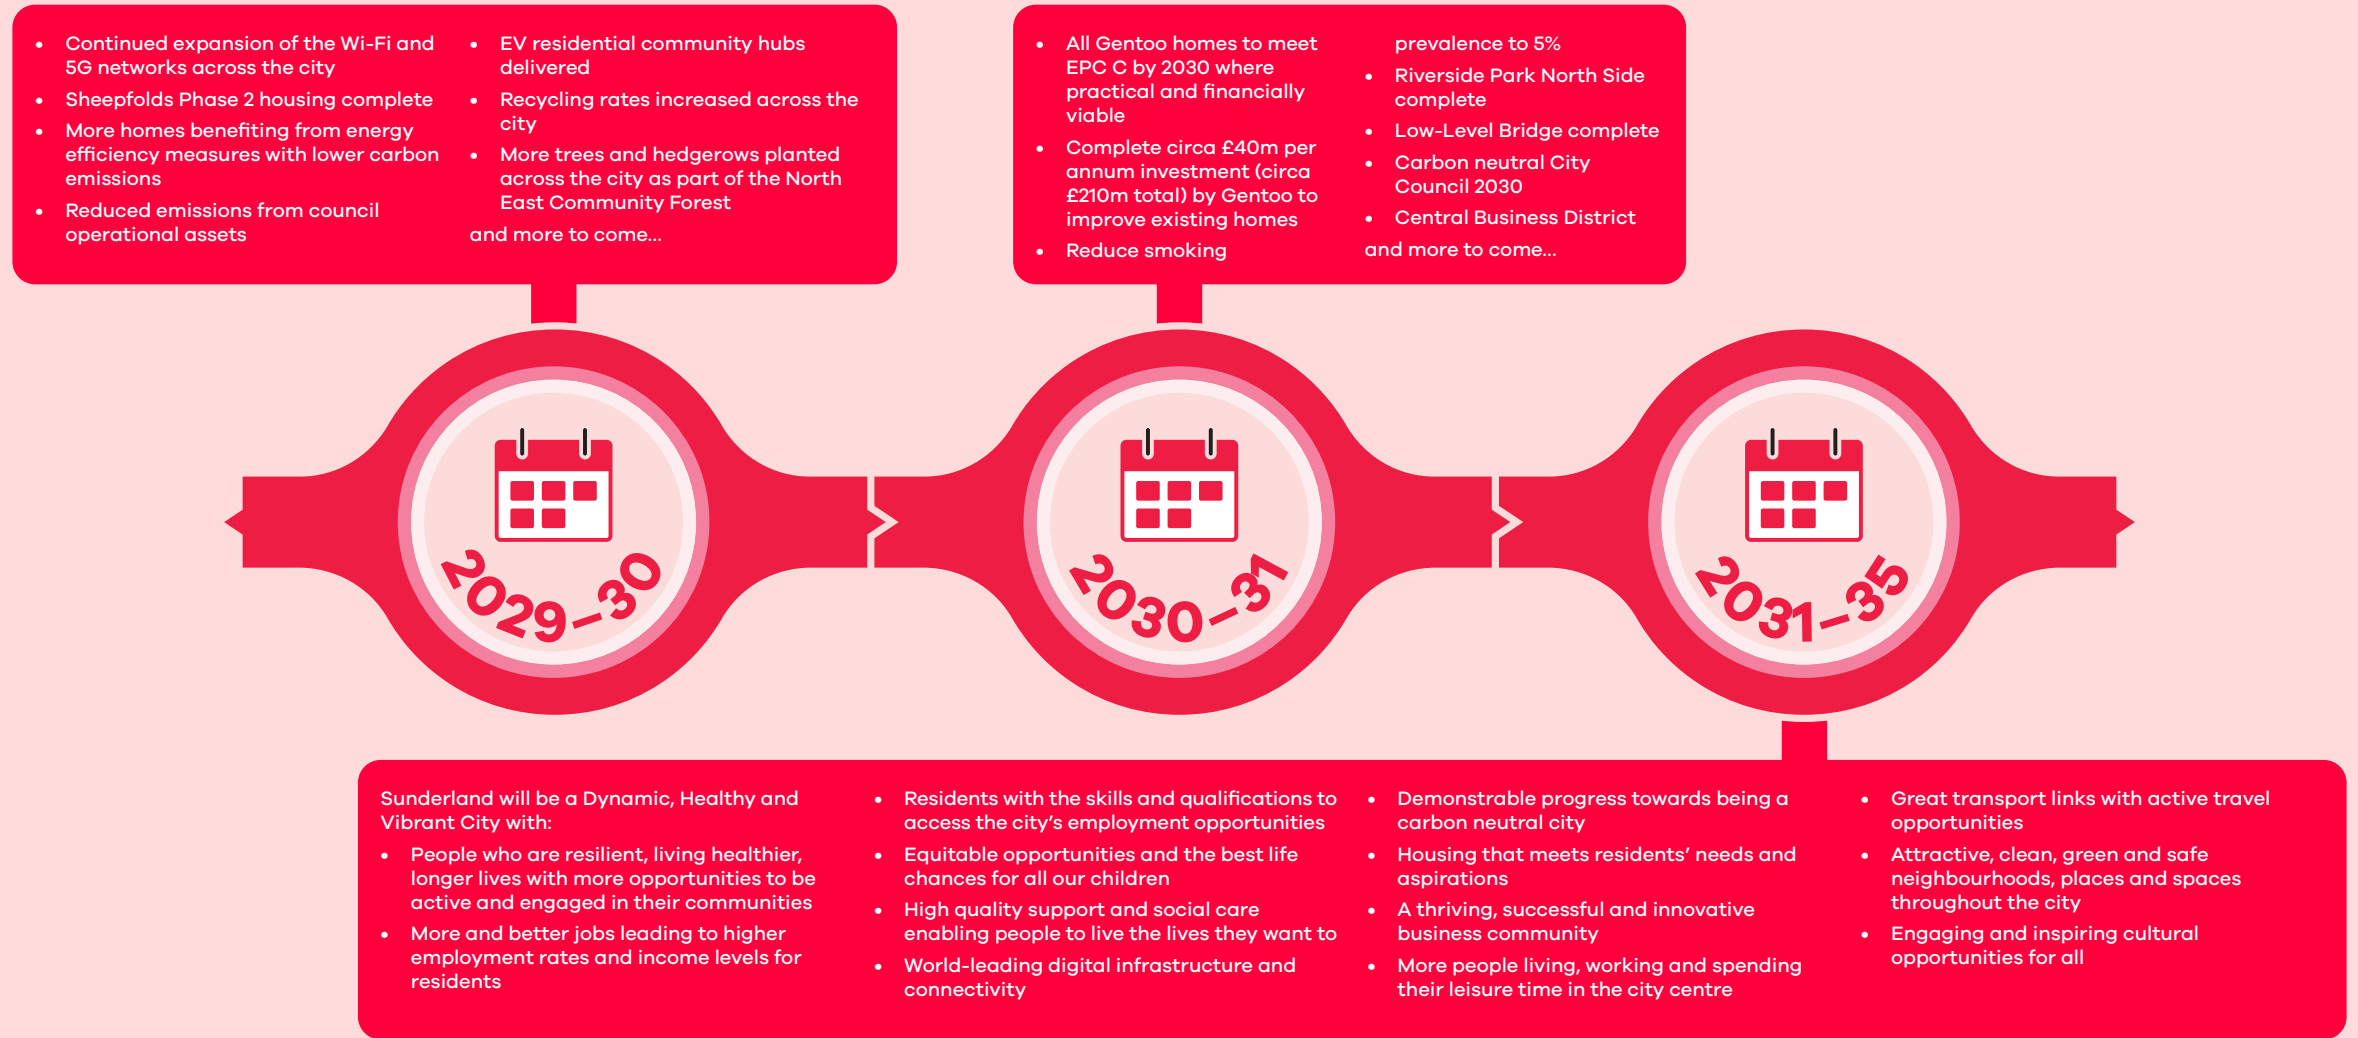 • Continued expansion of the Wi-Fi and
5G networks across the city
• Sheepfolds Phase 2 housing complete
• More homes benefiting from energy
efficiency measures with lower carbon
emissions
• Reduced emissions from council
operational assets
• EV residential community hubs
delivered
• Recycling rates increased across the
city
• More trees and hedgerows planted
across the city as part of the North
East Community Forest
and more to come...
• All Gentoo homes to meet
EPC C by 2030 where
practical and financially
viable
• Complete circa £40m per
annum investment (circa
£210m total) by Gentoo to
improve existing homes
• Reduce smoking
prevalence to 5%
• Riverside Park North Side
complete
• Low-Level Bridge complete
• Carbon neutral City
Council 2030
• Central Business District
and more to come...
2029–30
2030–31
2031–35
Sunderland will be a Dynamic, Healthy and
Vibrant City with:
• People who are resilient, living healthier,
longer lives with more opportunities to be
active and engaged in their communities
• More and better jobs leading to higher
employment rates and income levels for
residents
• Residents with the skills and qualifications to
access the city’s employment opportunities
• Equitable opportunities and the best life
chances for all our children
• High quality support and social care
enabling people to live the lives they want to
• World-leading digital infrastructure and
connectivity
• Demonstrable progress towards being a
carbon neutral city
• Housing that meets residents’ needs and
aspirations
• A thriving, successful and innovative
business community
• More people living, working and spending
their leisure time in the city centre
• Great transport links with active travel
opportunities
• Attractive, clean, green and safe
neighbourhoods, places and spaces
throughout the city
• Engaging and inspiring cultural
opportunities for all